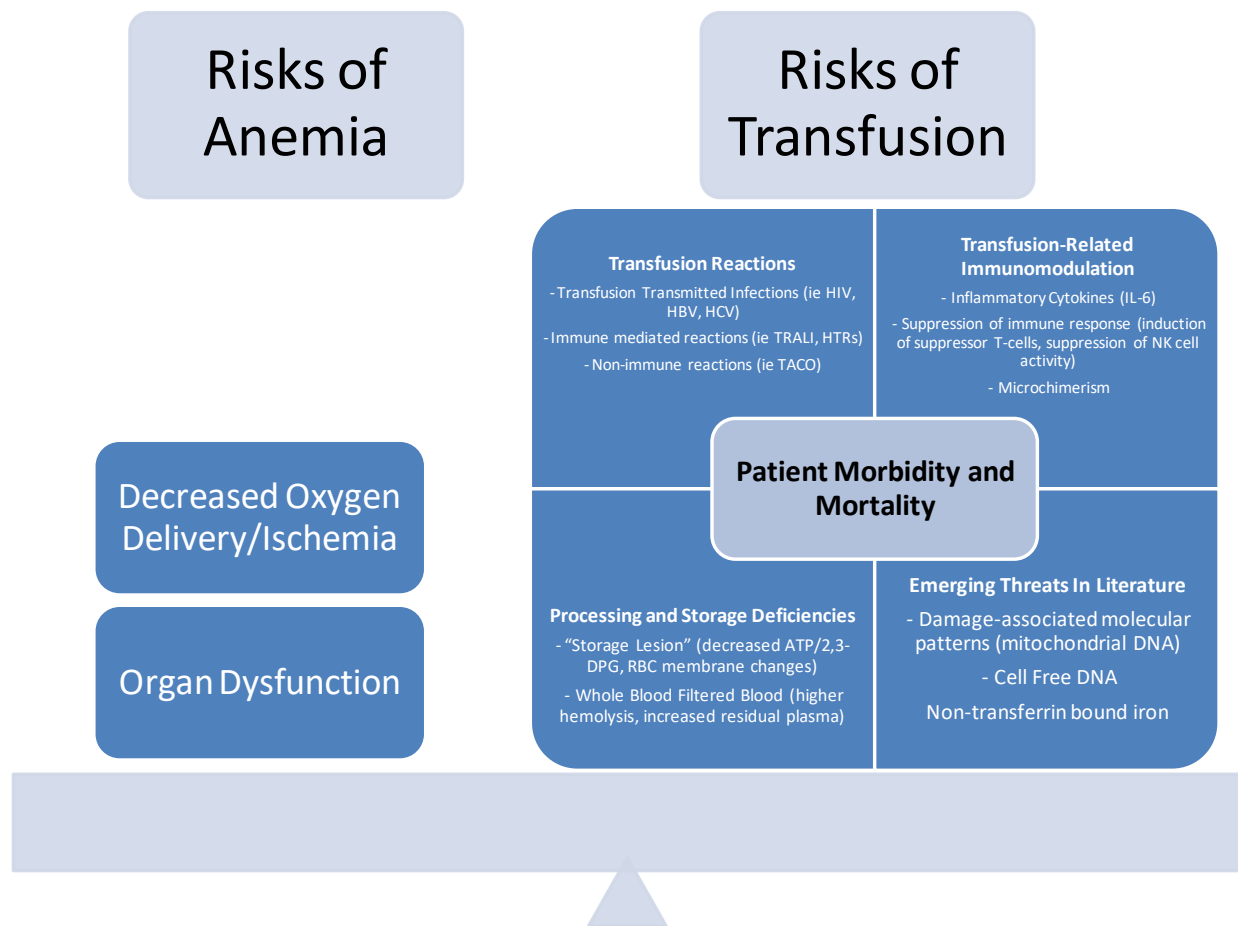 Risks of
Anemia
Risks of
Transfusion
Decreased Oxygen
Delivery/Ischemia
Organ Dysfunction
Transfusion Reactions
- Transfusion Transmitted Infections (ie HIV,
HBV, HCV)
- Immune mediated reactions (ie TRALI, HTRs)
- Non-immune reactions (ie TACO)
Transfusion-Related
Immunomodulation
- Inflammatory Cytokines (IL-6)
- Suppression of immune response (induction
of suppressor T-cells, suppression of NK cell
activity)
- Microchimerism
Patient Morbidity and
Mortality
Processing and Storage Deficiencies
- “Storage Lesion” (decreased ATP/2,3-
DPG, RBC membrane changes)
- Whole Blood Filtered Blood (higher
hemolysis, increased residual plasma)
Emerging Threats In Literature
- Damage-associated molecular
patterns (mitochondrial DNA)
- Cell Free DNA
Non-transferrin bound iron